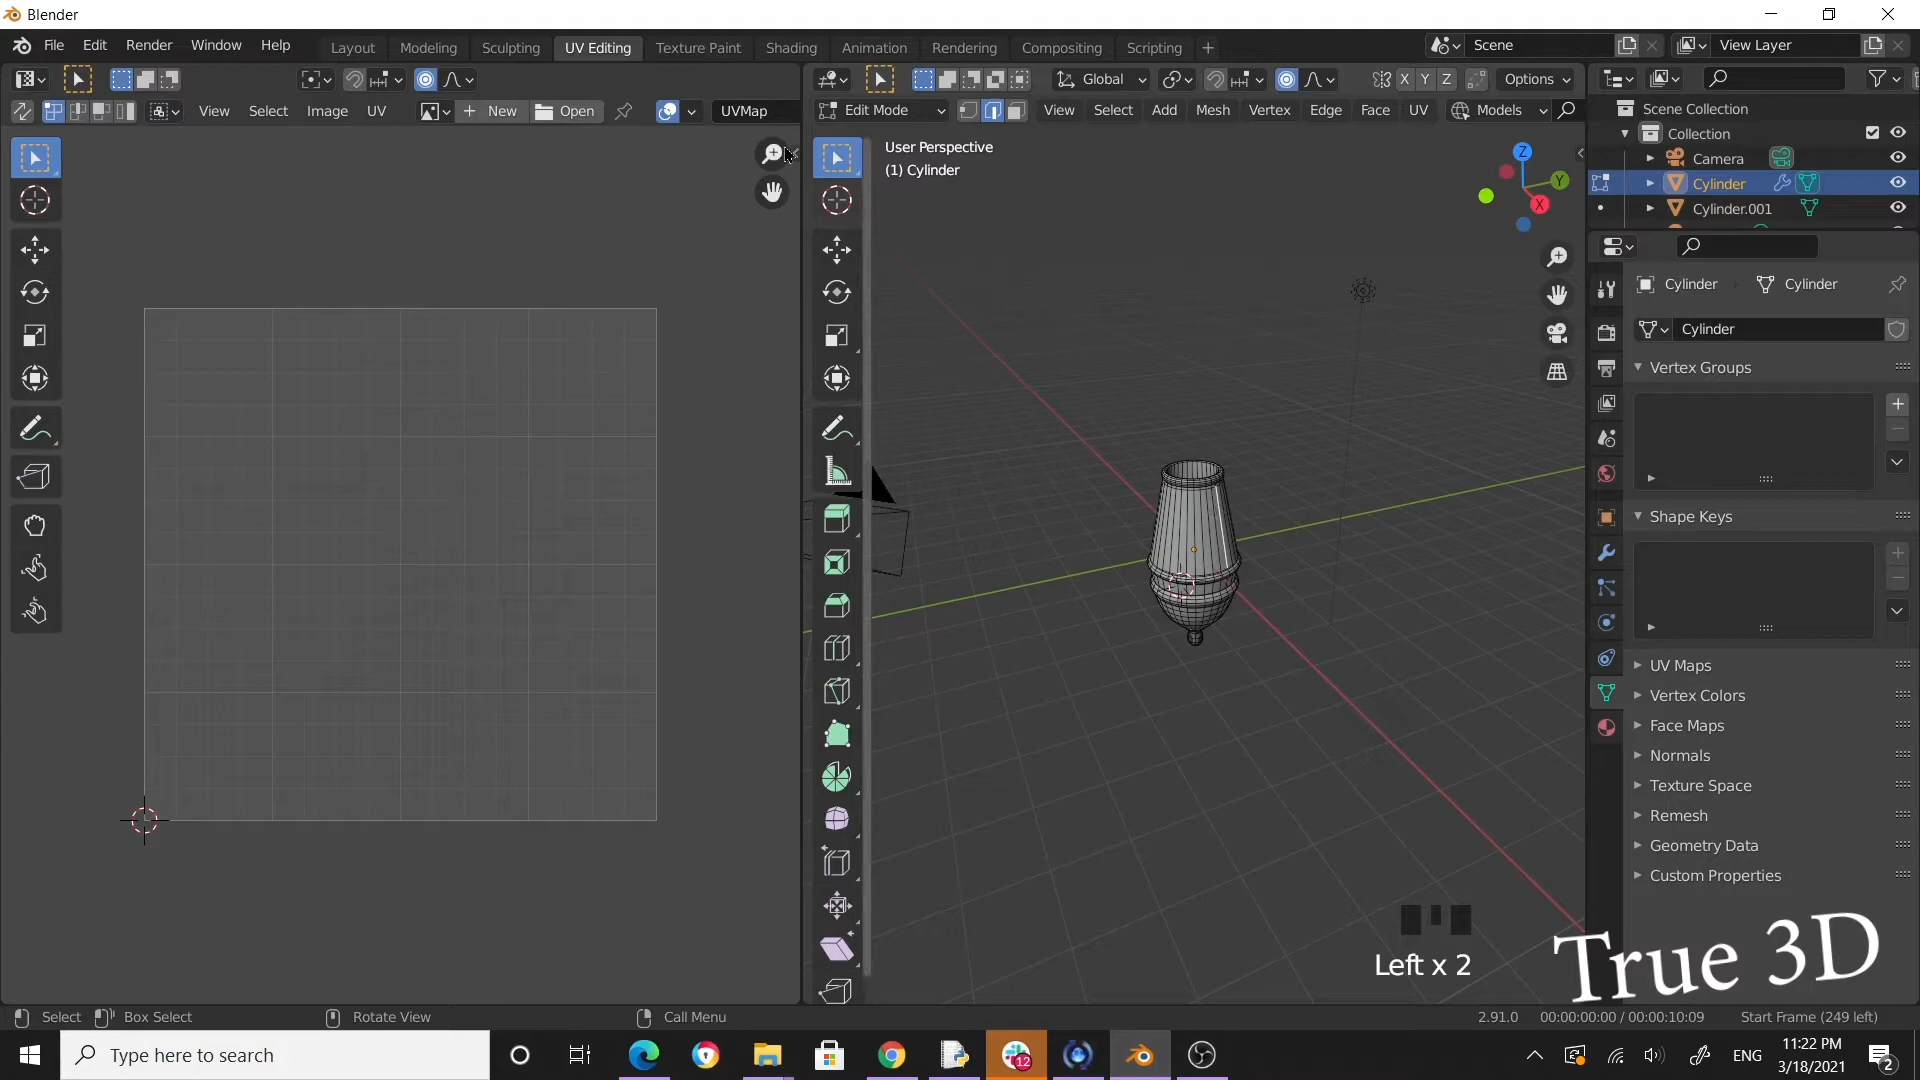 Blender
File Edit Render Window Help Layout Modeling Sculpting UV Editing Texture Paint Shading Animation Rendering Compositing Scripting + Scene View Layer
Global X Y Z Options
View Select Image UV + New Open UVMap Edit Mode View Select Add Mesh Vertex Edge Face UV Models
Scene Collection
Collection
Camera
Cylinder
Cylinder.001
User Perspective
(1) Cylinder
Z
Y
X
Cylinder Cylinder
Cylinder
Vertex Groups
Shape Keys
UV Maps
Vertex Colors
Face Maps
Normals
Texture Space
Remesh
Geometry Data
Custom Properties
Left x 2
True 3D
Select Box Select Rotate View Call Menu 2.91.0 00:00:00:00 / 00:00:10:09 Start Frame (249 left)
Type here to search
12
ENG
11:22 PM
3/18/2021
2